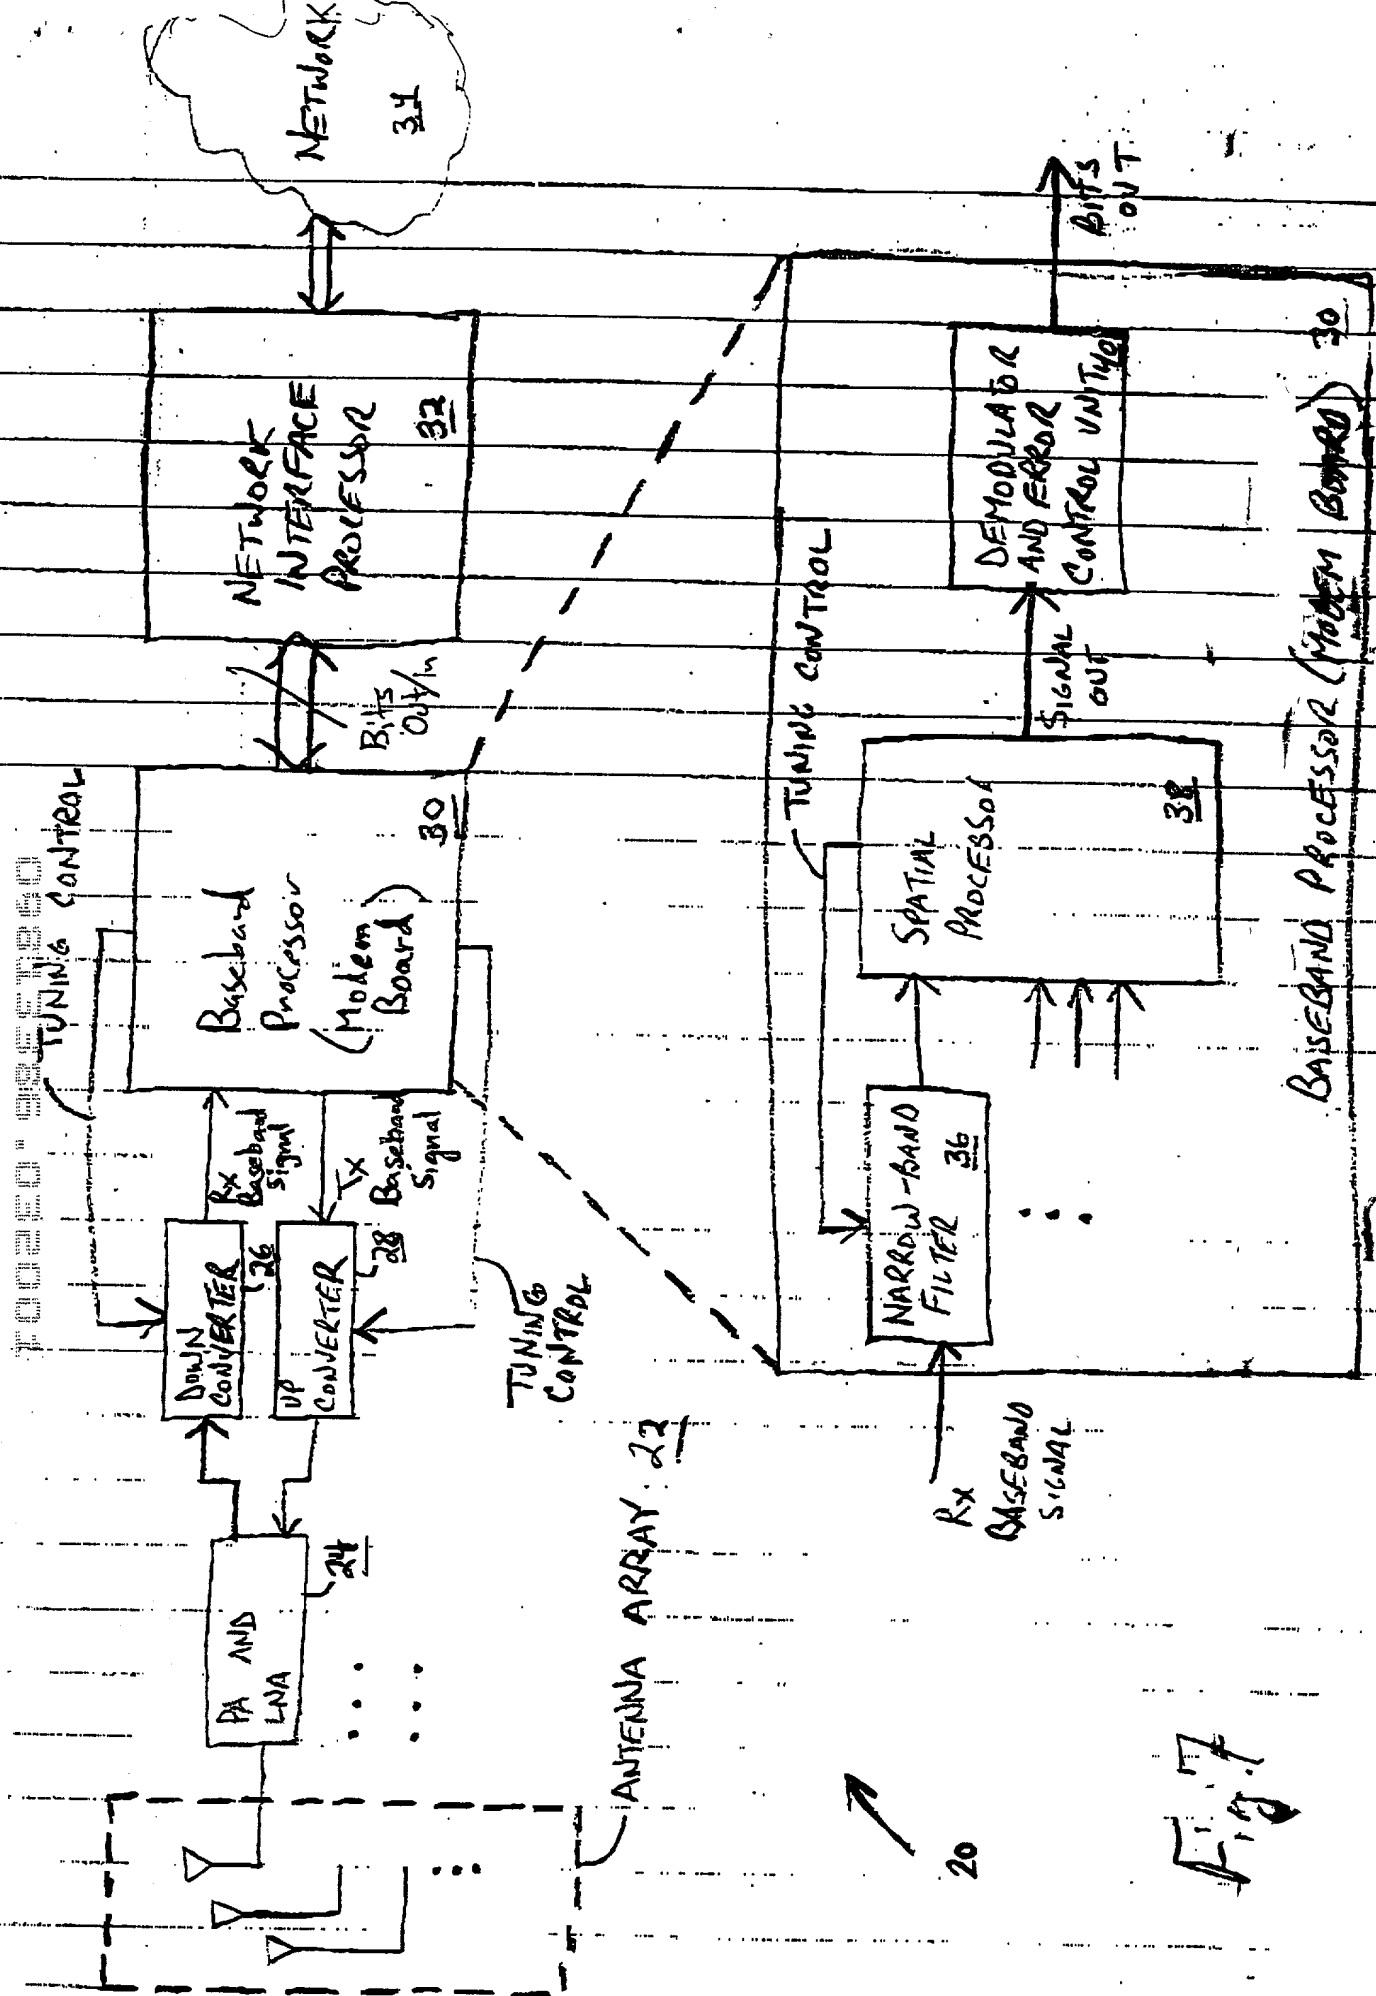 TUNING CONTROL
NETWORK
34
PA AND
LNA
24
DOWN
CONVERTER
26
UP
CONVERTER
28
Rx
Baseband
Signal
Tx
Baseband
Signal
Baseband
Processor
(Modem
Board)
30
Bits
Out/In
NETWORK
INTERFACE
PROCESSOR
32
TUNING
CONTROL
ANTENNA ARRAY 22
TUNING CONTROL
Rx
BASEBAND
SIGNAL
NARROW-BAND
FILTER 36
SPATIAL
PROCESSOR
38
SIGNAL
OUT
DEMODULATOR
AND ERROR
CONTROL UNIT 40
BITS
OUT
BASEBAND PROCESSOR (MODEM BOARD) 30
20
Fig. 7